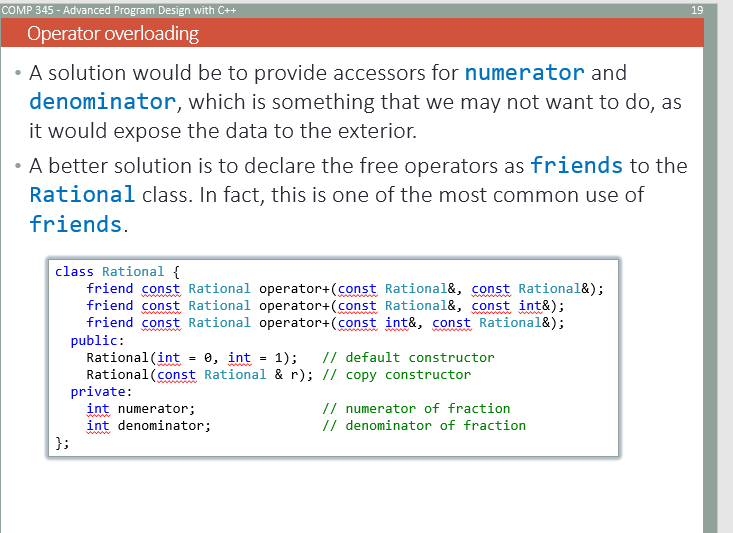 COMP 345 - Advanced Program Design with C++ 19
Operator overloading
• A solution would be to provide accessors for numerator and
denominator, which is something that we may not want to do, as
it would expose the data to the exterior.
• A better solution is to declare the free operators as friends to the
Rational class. In fact, this is one of the most common use of
friends.
class Rational {
    friend const Rational operator+(const Rational&, const Rational&);
    friend const Rational operator+(const Rational&, const int&);
    friend const Rational operator+(const int&, const Rational&);
  public:
    Rational(int = 0, int = 1);   // default constructor
    Rational(const Rational & r); // copy constructor
  private:
    int numerator;                // numerator of fraction
    int denominator;              // denominator of fraction
};